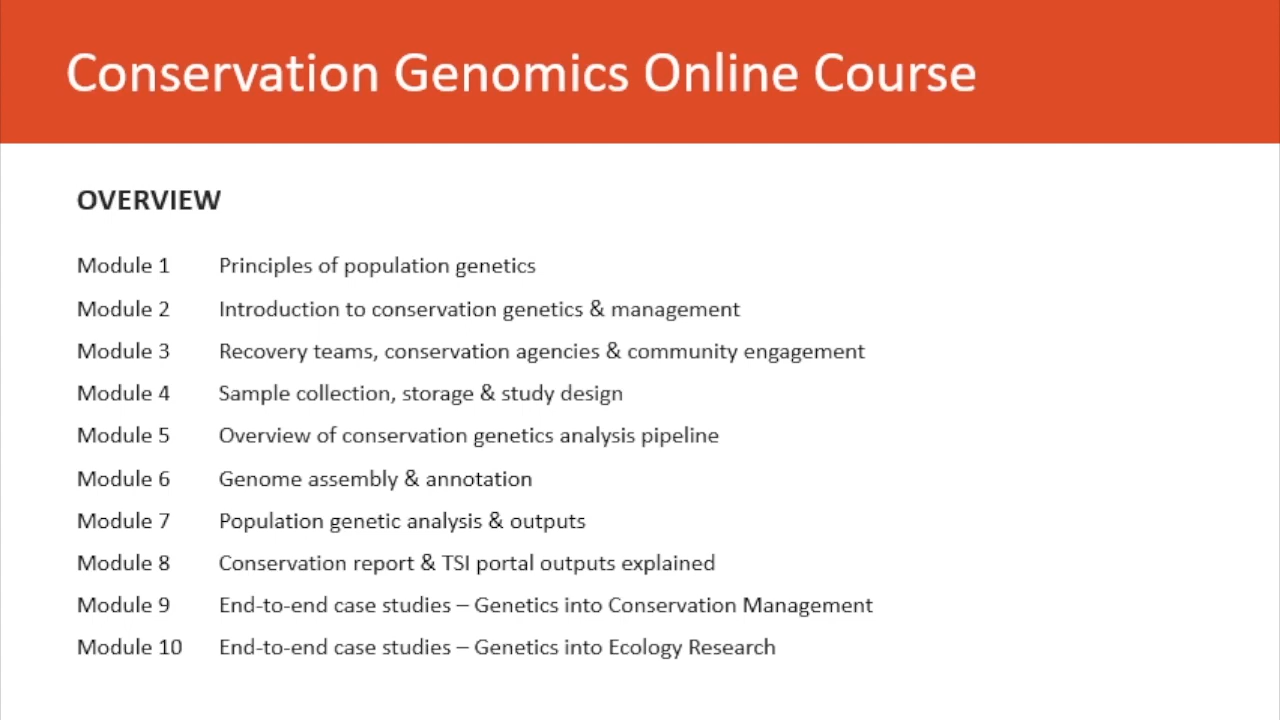 Conservation Genomics Online Course
OVERVIEW
Module 1 Principles of population genetics
Module 2 Introduction to conservation genetics & management
Module 3 Recovery teams, conservation agencies & community engagement
Module 4 Sample collection, storage & study design
Module 5 Overview of conservation genetics analysis pipeline
Module 6 Genome assembly & annotation
Module 7 Population genetic analysis & outputs
Module 8 Conservation report & TSI portal outputs explained
Module 9 End-to-end case studies – Genetics into Conservation Management
Module 10 End-to-end case studies – Genetics into Ecology Research